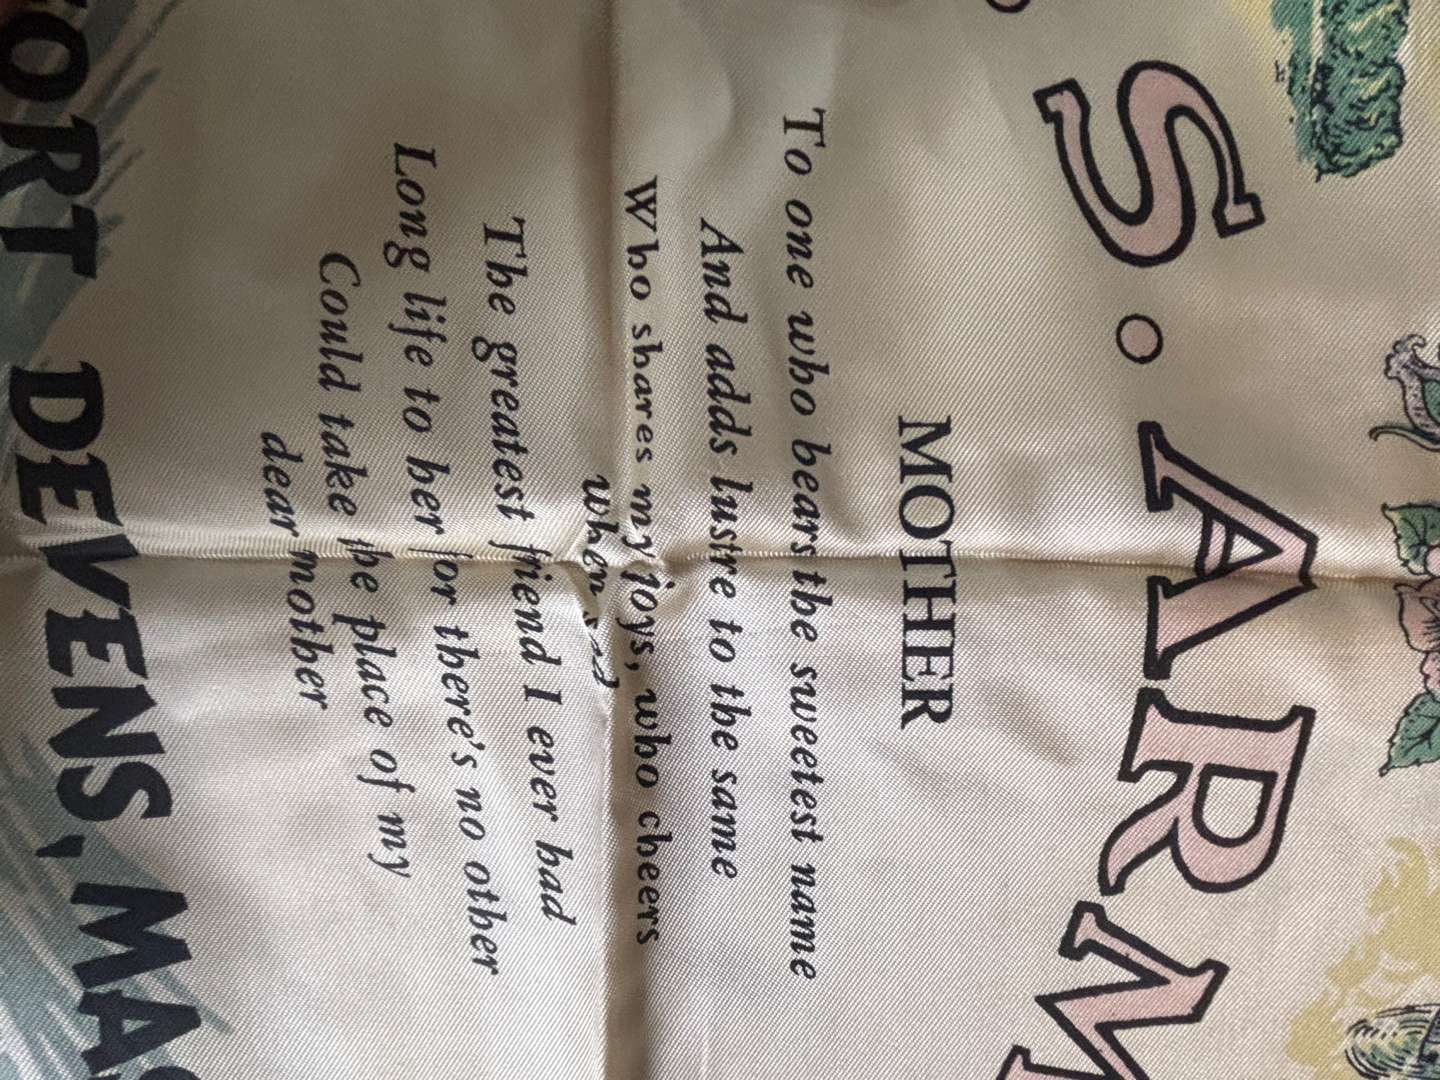 S. ARM
MOTHER
To one who bears the sweetest name
And adds lustre to the same
Who shares my joys, who cheers
when sad
The greatest friend I ever had
Long life to her for there's no other
Could take the place of my
dear mother
ORT DEVENS, MAS